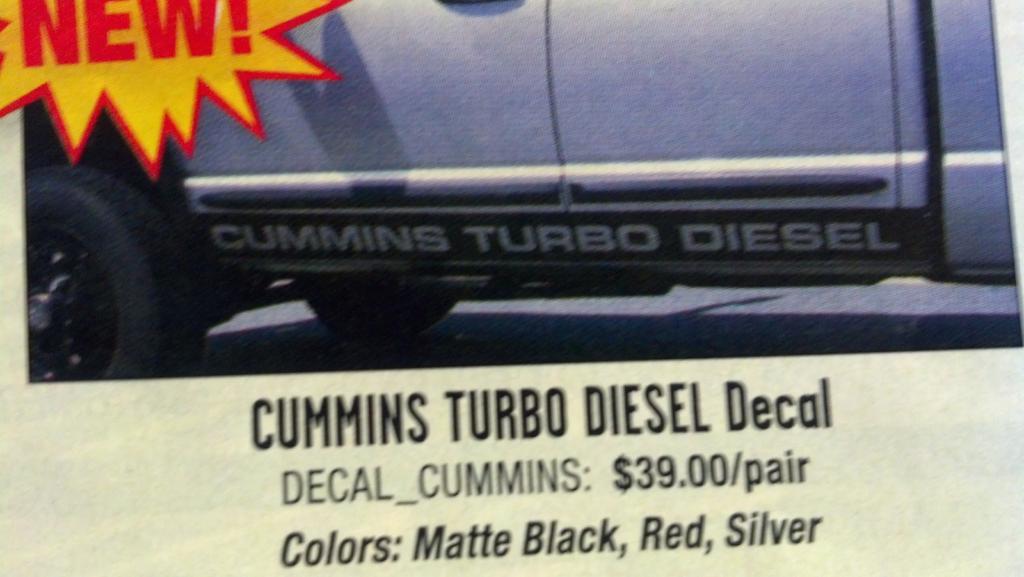 NEW!
CUMMINS TURBO DIESEL
CUMMINS TURBO DIESEL Decal
DECAL_CUMMINS: $39.00/pair
Colors: Matte Black, Red, Silver